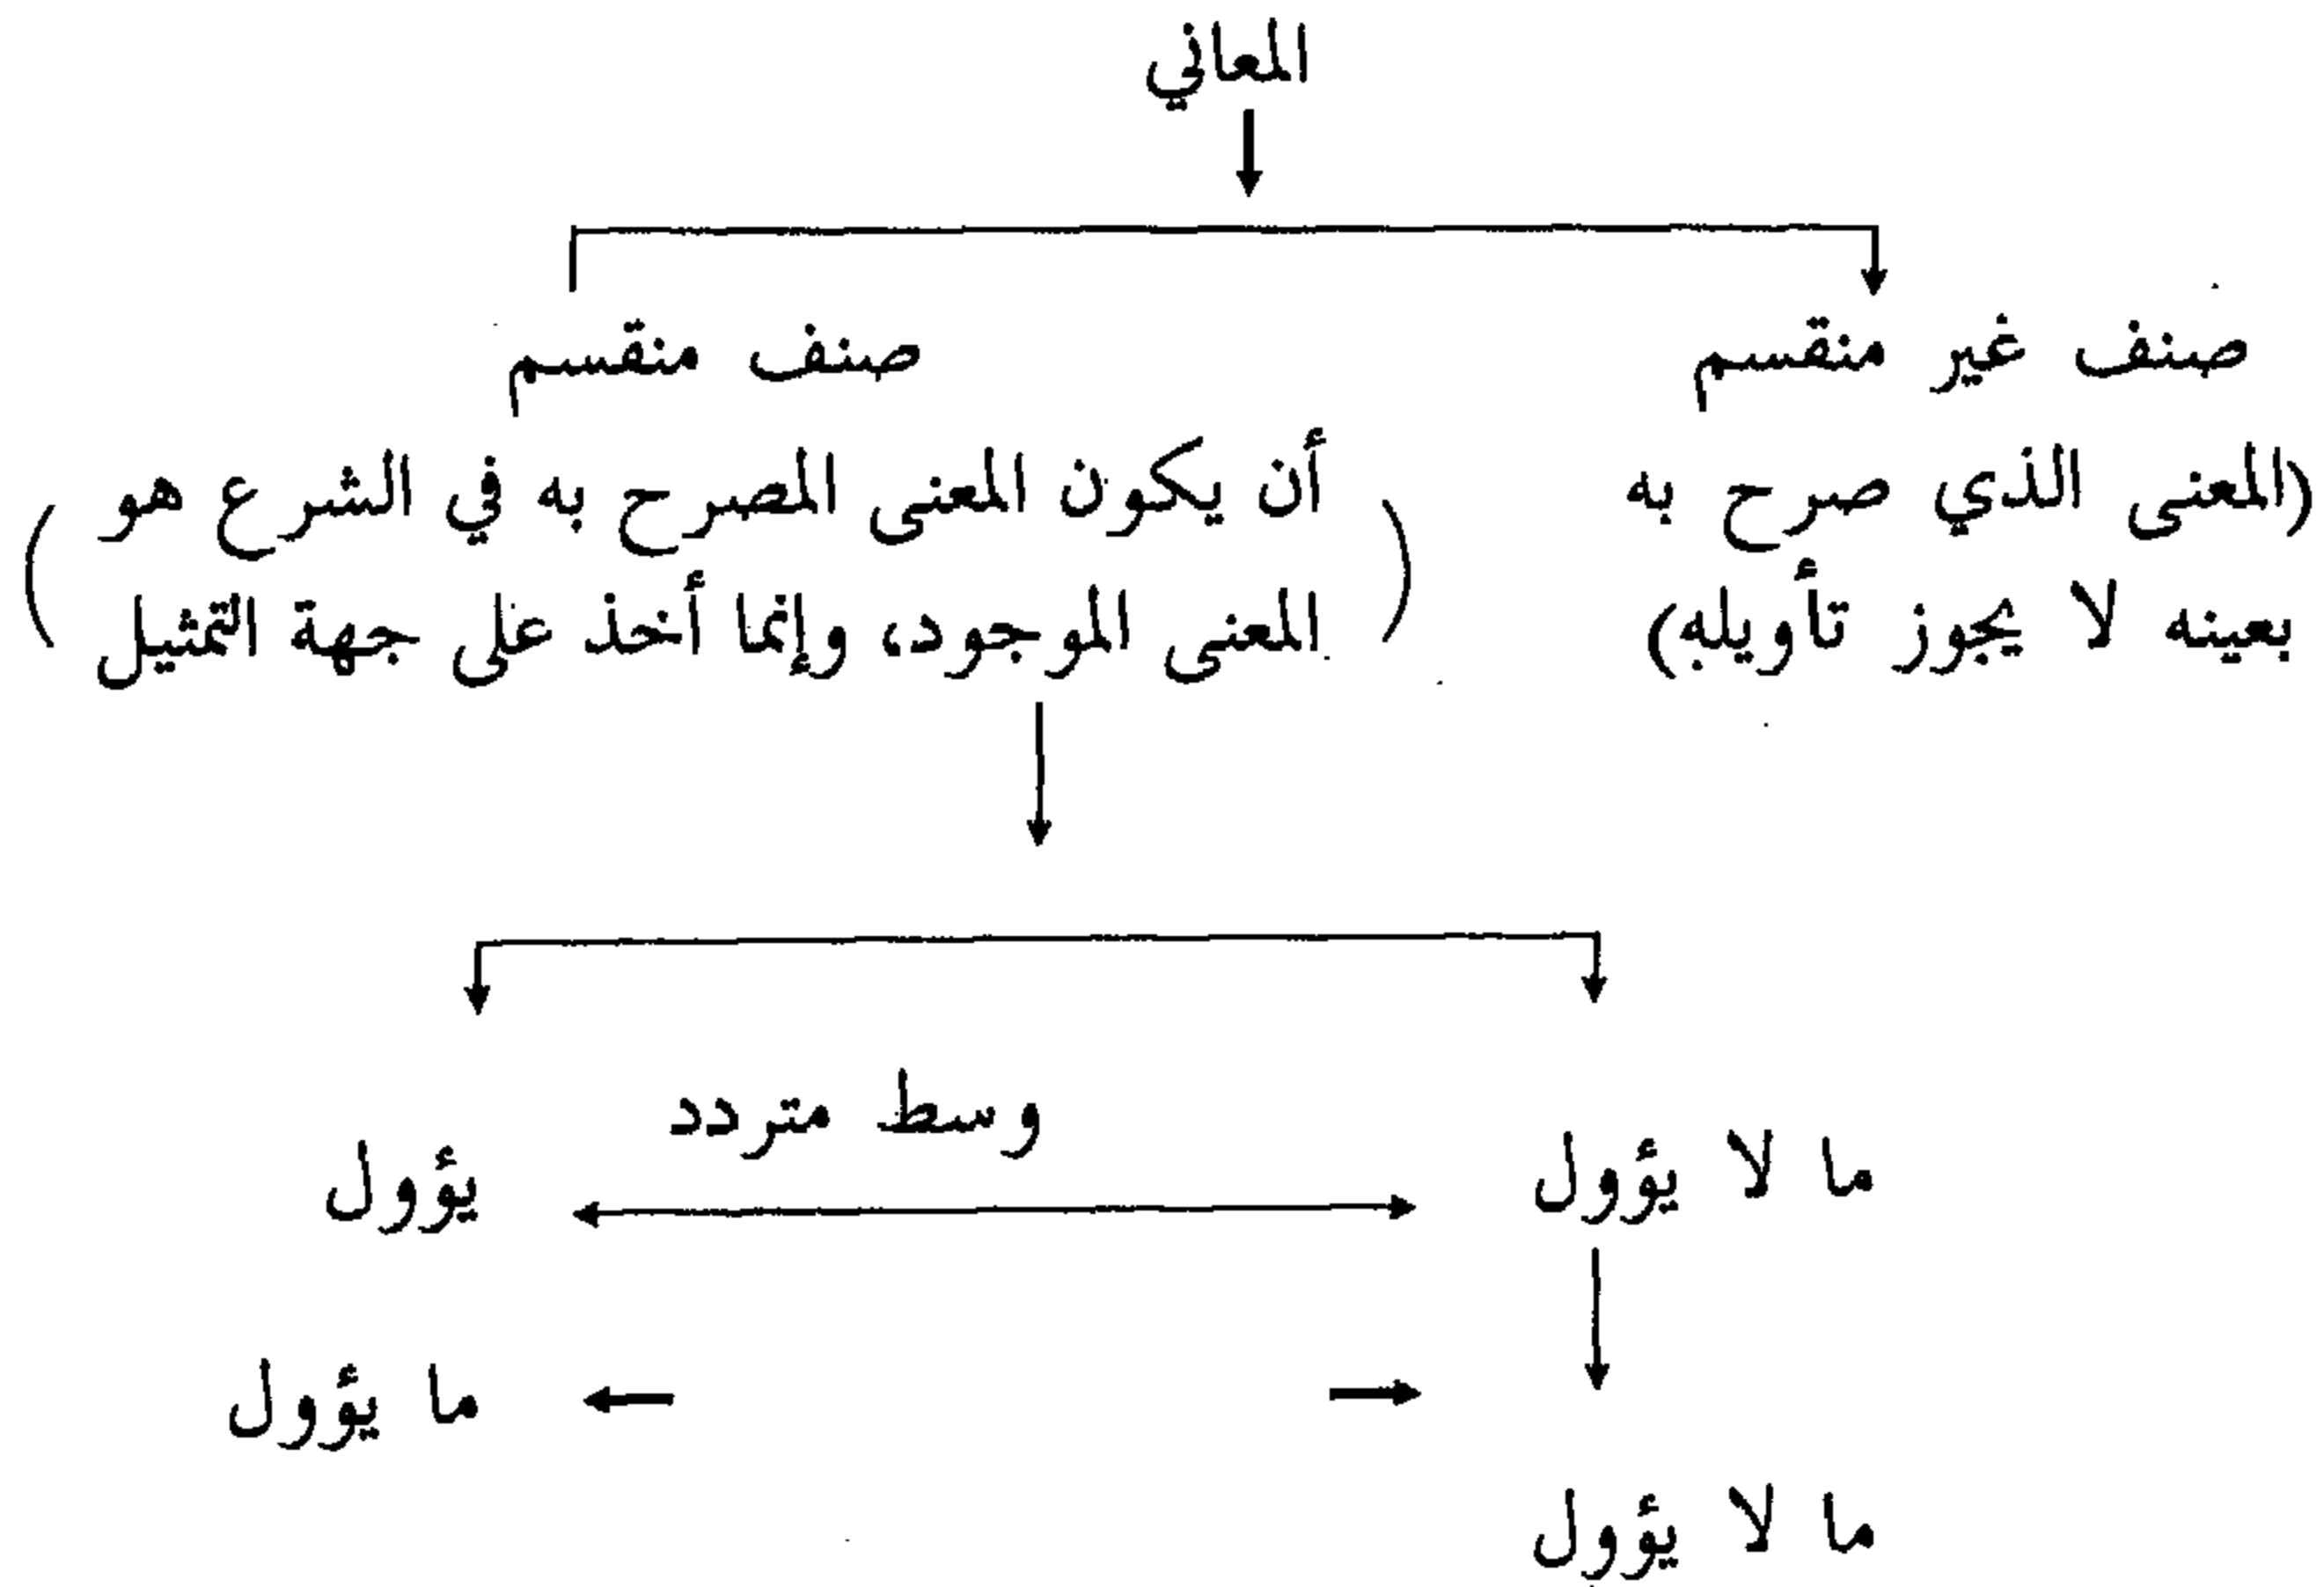 المعاني
صنف غير منقسم
صنف منقسم
(المعنى الذي صرح به
بعينه لا يجوز تأويله)
(أن يكون المعنى المصرح به في الشرع هو
المعنى الموجود، وإنما أخذ على جهة التمثيل)
وسط متردد
ما لا يؤول
يؤول
ما يؤول
ما لا يؤول